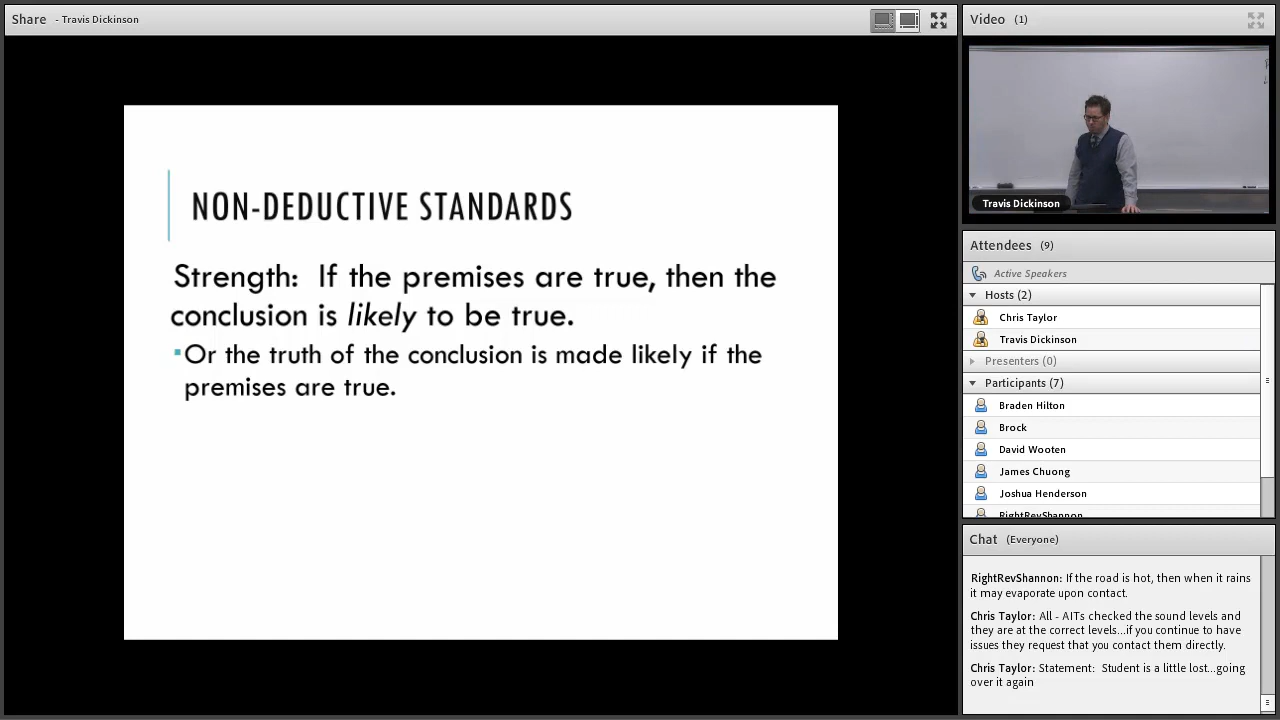 Share - Travis Dickinson
NON-DEDUCTIVE STANDARDS
Strength: If the premises are true, then the
conclusion is likely to be true.
Or the truth of the conclusion is made likely if the
premises are true.
Video (1)
Travis Dickinson
Attendees (9)
Active Speakers
Hosts (2)
Chris Taylor
Travis Dickinson
Presenters (0)
Participants (7)
Braden Hilton
Brock
David Wooten
James Chuong
Joshua Henderson
RightRevShannon
Chat (Everyone)
RightRevShannon: If the road is hot, then when it rains
it may evaporate upon contact.
Chris Taylor: All - AITs checked the sound levels and
they are at the correct levels...if you continue to have
issues they request that you contact them directly.
Chris Taylor: Statement: Student is a little lost...going
over it again